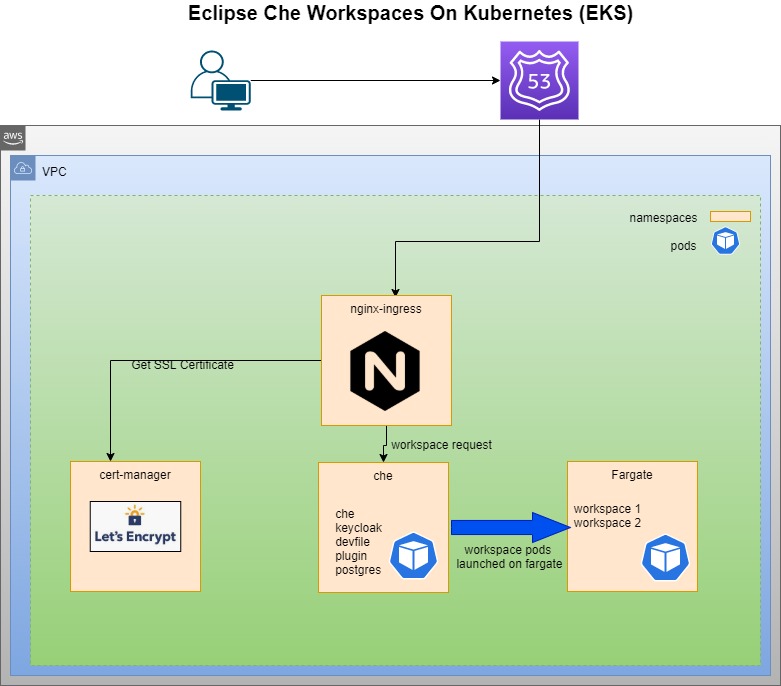 Eclipse Che Workspaces On Kubernetes (EKS)
53
aws
VPC
namespaces
pods
nginx-ingress
N
Get SSL Certificate
workspace request
cert-manager
Let's Encrypt
che
che
keycloak
devfile
plugin
postgres
workspace pods
launched on fargate
Fargate
workspace 1
workspace 2